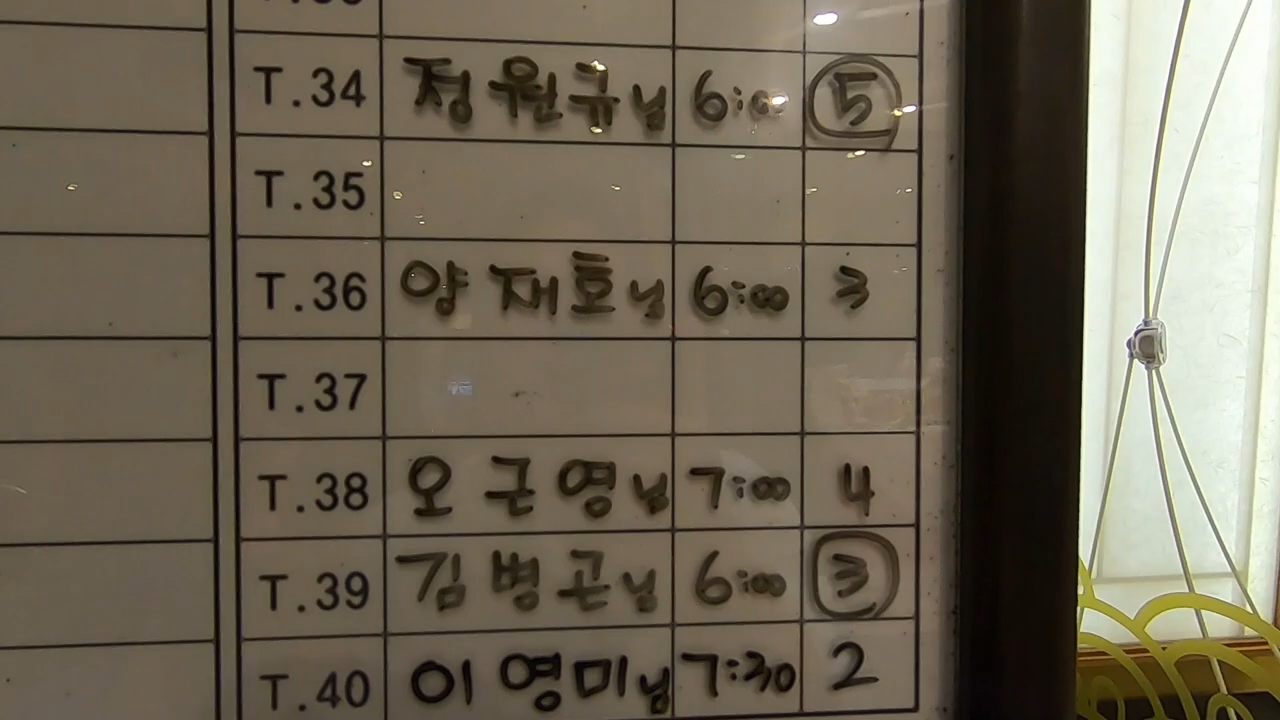 T.34 정원규님 6:00 5
T.35
T.36 양재호님 6:00 3
T.37
T.38 오근영님 7:00 4
T.39 김병곤님 6:00 3
T.40 이영미님 7:30 2